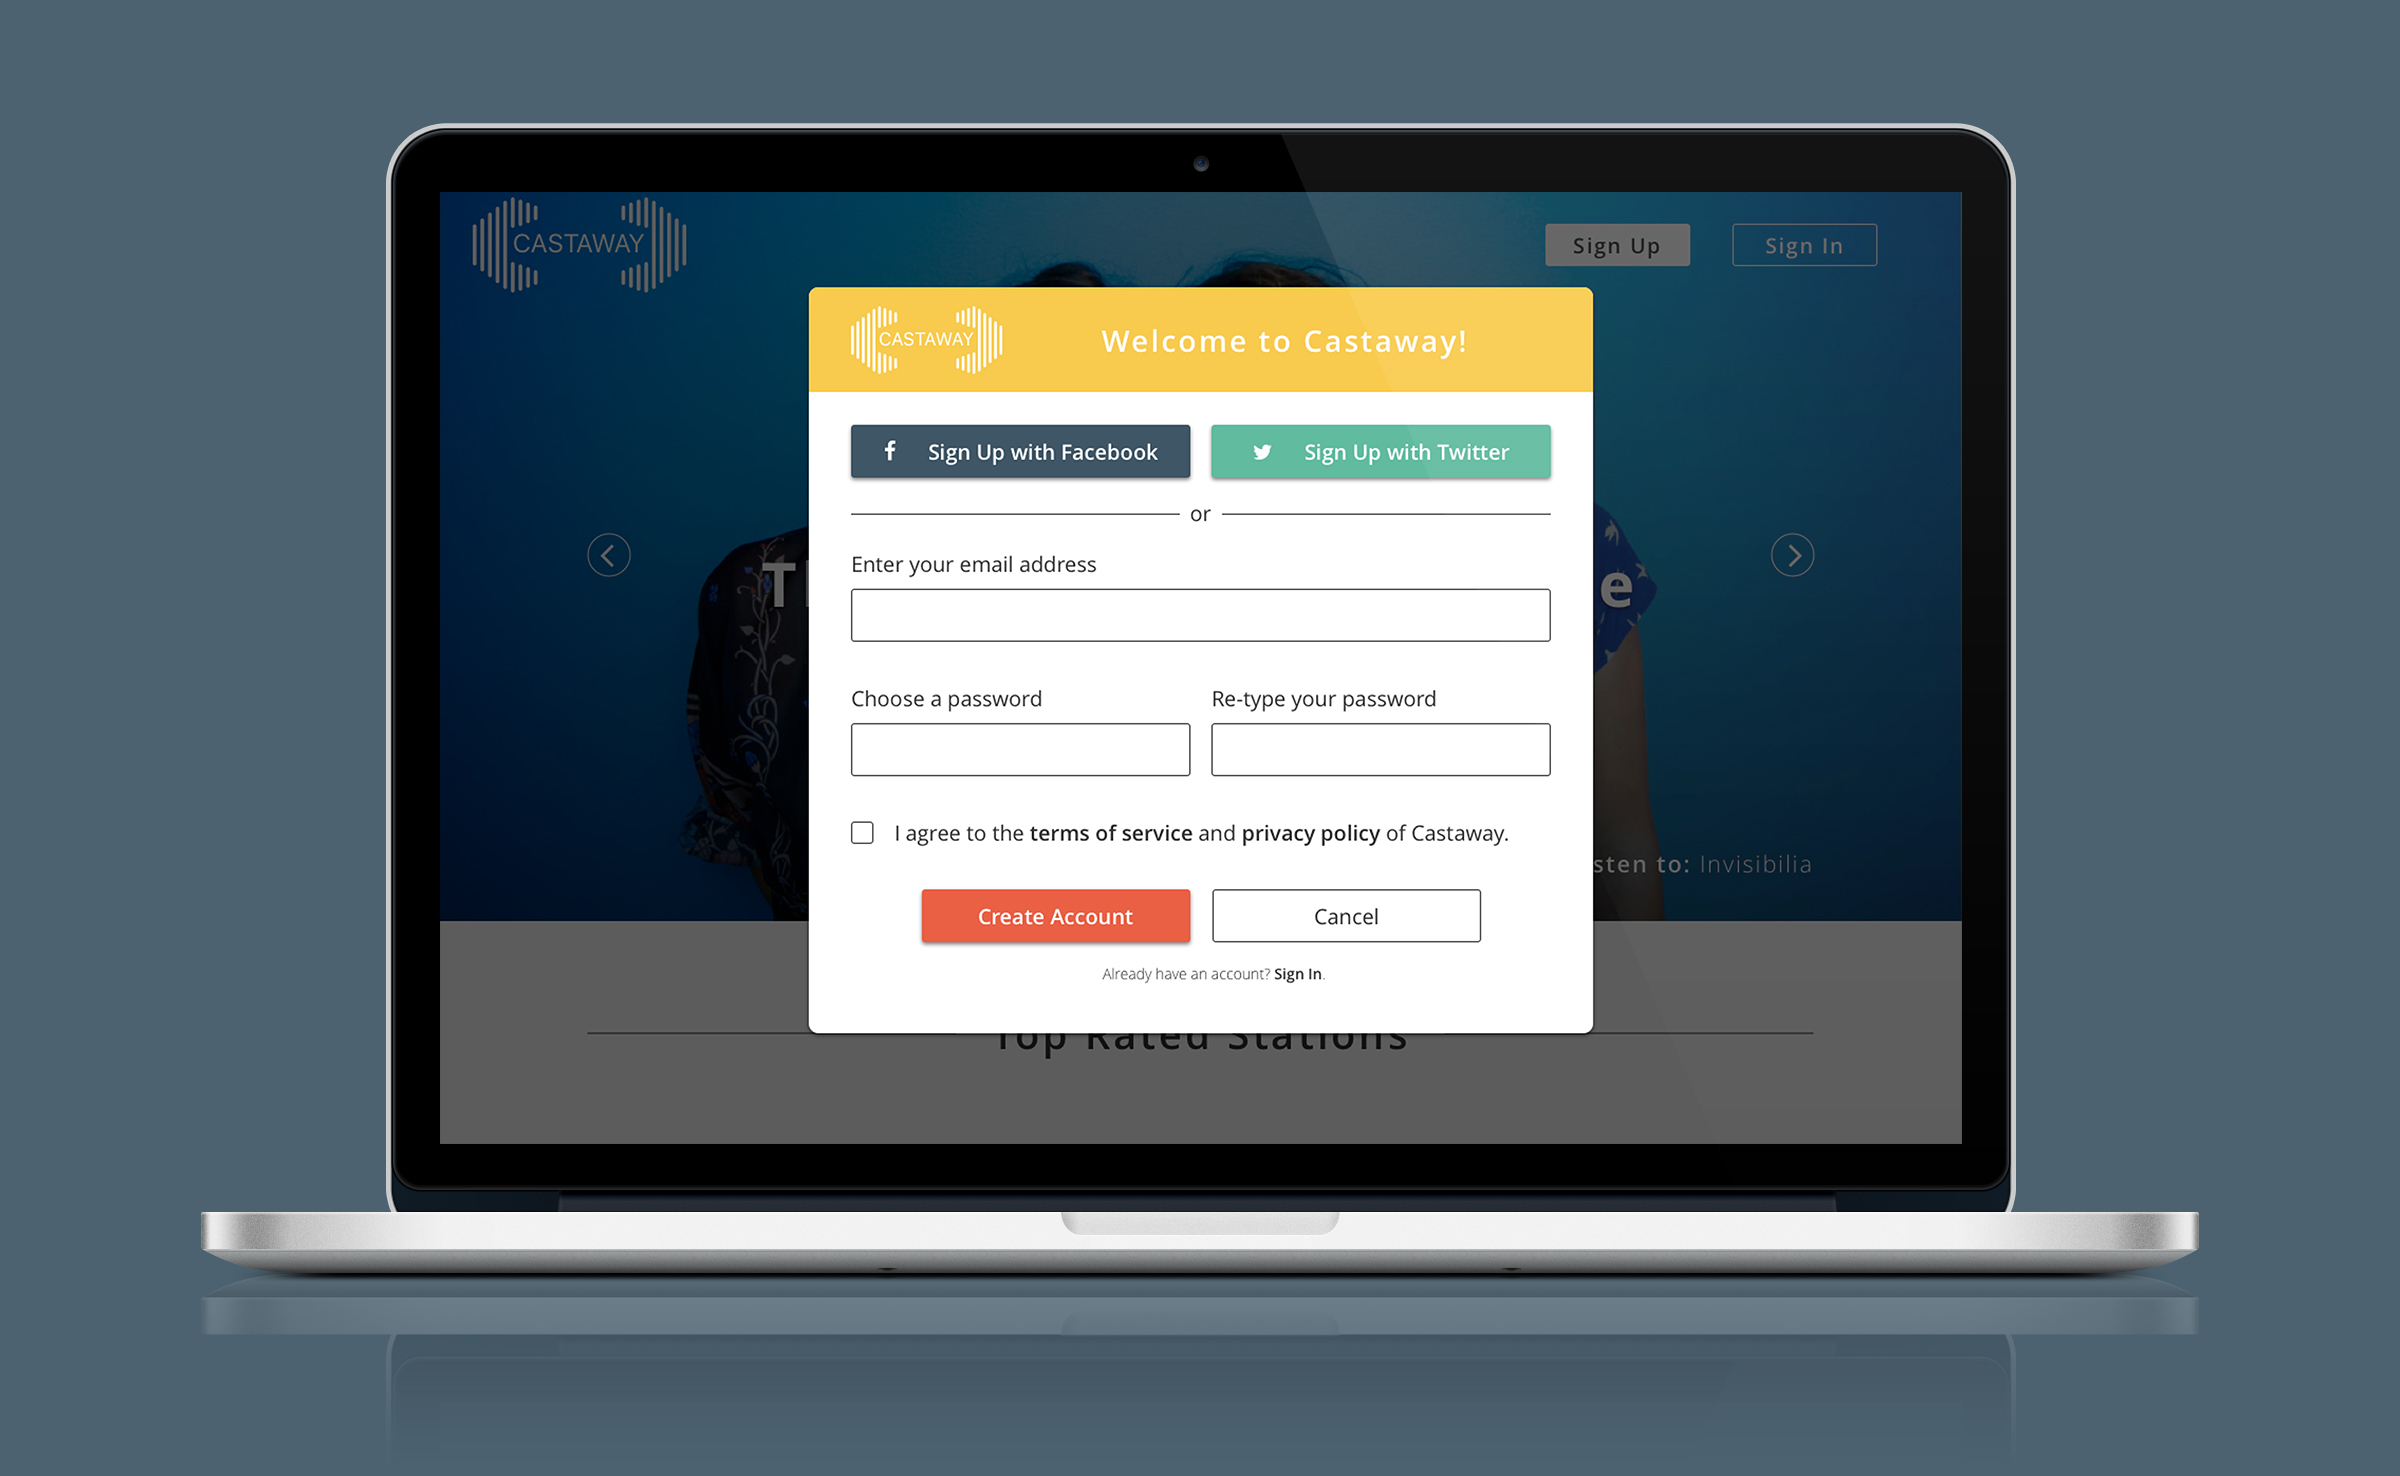 CASTAWAY
Sign Up
Sign In
CASTAWAY
Welcome to Castaway!
Sign Up with Facebook
Sign Up with Twitter
or
Enter your email address
Choose a password
Re-type your password
I agree to the terms of service and privacy policy of Castaway.
Create Account
Cancel
Already have an account? Sign In.
to: Invisibilia
Top Rated Stations